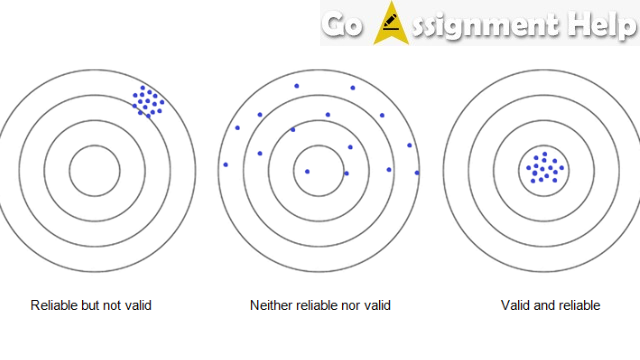 Go Assignment Help
Reliable but not valid
Neither reliable nor valid
Valid and reliable